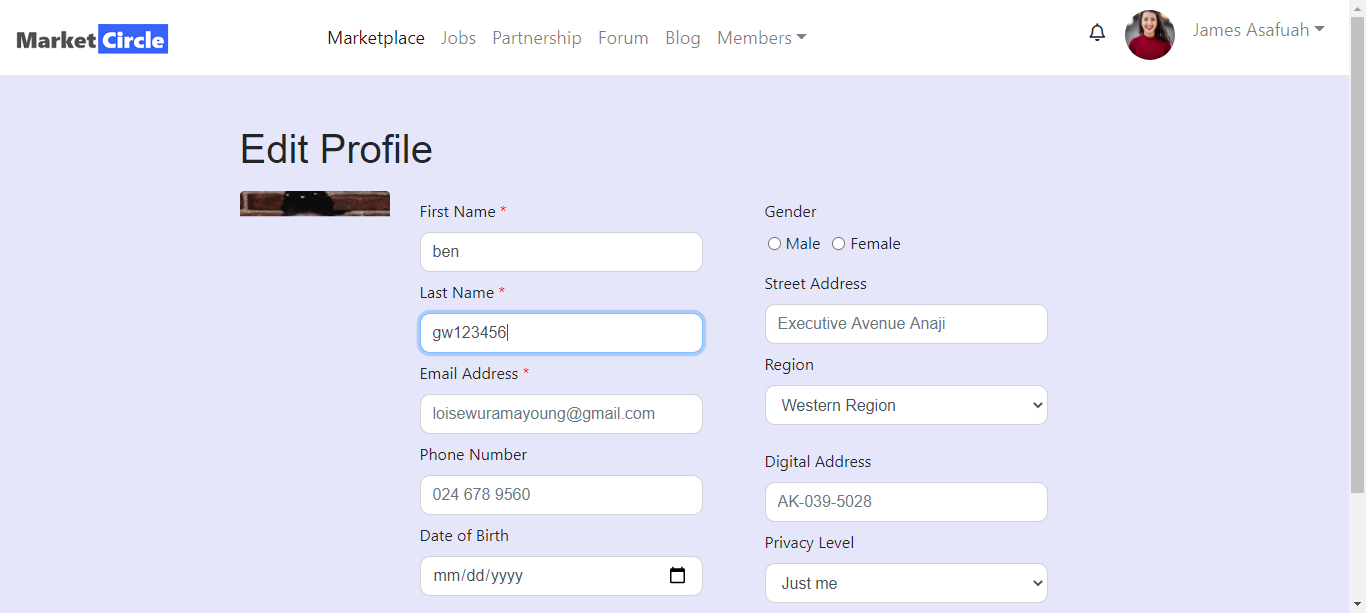 MarketCircle
Marketplace Jobs Partnership Forum Blog Members
James Asafuah
Edit Profile
First Name *
ben
Last Name *
gw123456
Email Address *
loisewuramayoung@gmail.com
Phone Number
024 678 9560
Date of Birth
mm/dd/yyyy
Gender
Male Female
Street Address
Executive Avenue Anaji
Region
Western Region
Digital Address
AK-039-5028
Privacy Level
Just me